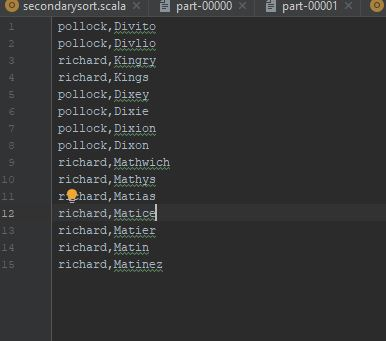 secondarysort.scala × part-00000 × part-00001 ×
1 pollock,Divito
2 pollock,Divlio
3 richard,Kingry
4 richard,Kings
5 pollock,Dixey
6 pollock,Dixie
7 pollock,Dixion
8 pollock,Dixon
9 richard,Mathwich
10 richard,Mathys
11 richard,Matias
12 richard,Matice
13 richard,Matier
14 richard,Matin
15 richard,Matinez